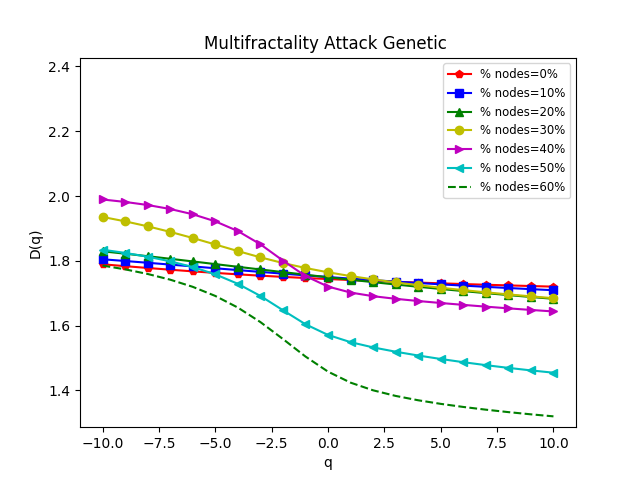 Multifractality Attack Genetic
D(q)
2.4
2.2
2.0
1.8
1.6
1.4
% nodes=0%
% nodes=10%
% nodes=20%
% nodes=30%
% nodes=40%
% nodes=50%
% nodes=60%
−10.0 −7.5 −5.0 −2.5 0.0 2.5 5.0 7.5 10.0
q